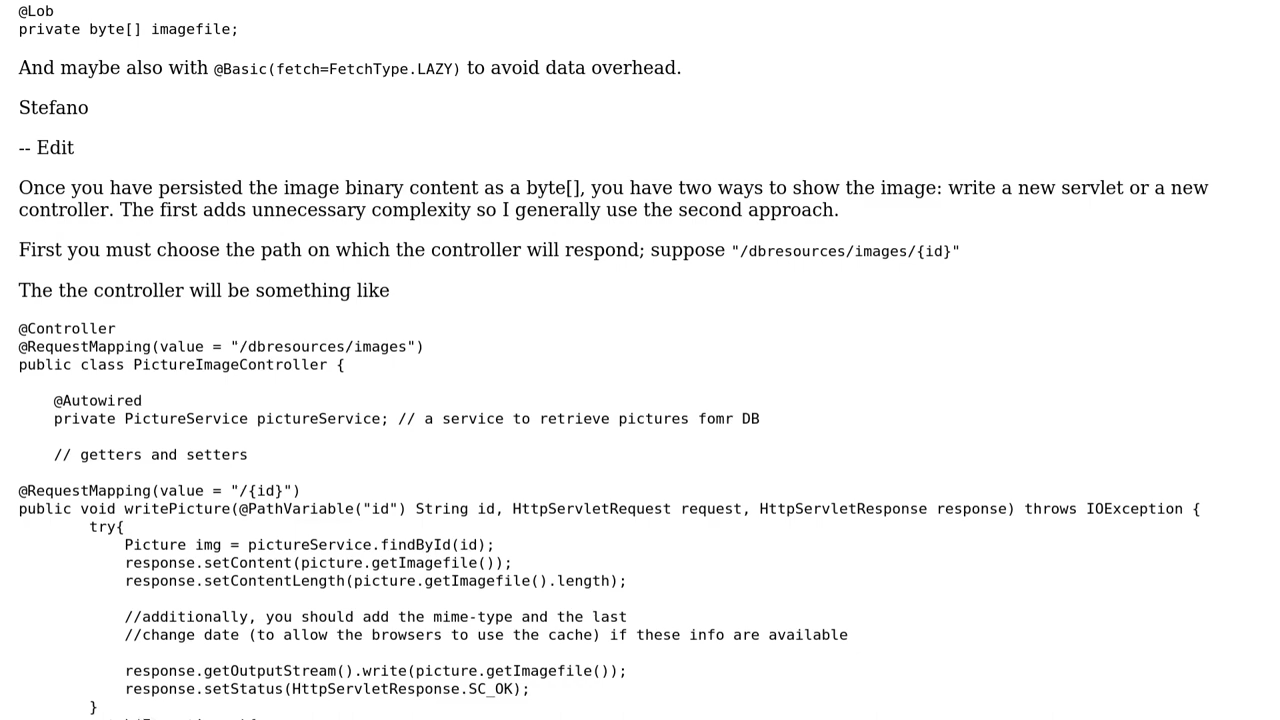 @Lob
private byte[] imagefile;
And maybe also with @Basic(fetch=FetchType.LAZY) to avoid data overhead.
Stefano
-- Edit
Once you have persisted the image binary content as a byte[], you have two ways to show the image: write a new servlet or a new
controller. The first adds unnecessary complexity so I generally use the second approach.
First you must choose the path on which the controller will respond; suppose "/dbresources/images/{id}"
The the controller will be something like
@Controller
@RequestMapping(value = "/dbresources/images")
public class PictureImageController {
    @Autowired
    private PictureService pictureService; // a service to retrieve pictures fomr DB
    // getters and setters
@RequestMapping(value = "/{id}")
public void writePicture(@PathVariable("id") String id, HttpServletRequest request, HttpServletResponse response) throws IOException {
        try{
            Picture img = pictureService.findById(id);
            response.setContent(picture.getImagefile());
            response.setContentLength(picture.getImagefile().length);
            //additionally, you should add the mime-type and the last
            //change date (to allow the browsers to use the cache) if these info are available
            response.getOutputStream().write(picture.getImagefile());
            response.setStatus(HttpServletResponse.SC_OK);
        }